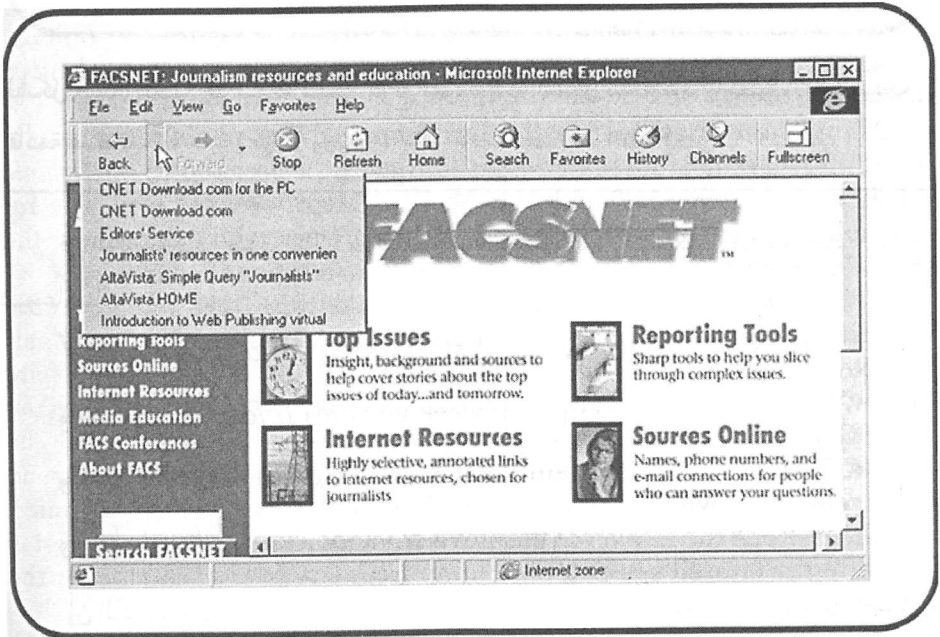 FACSNET: Journalism resources and education - Microsoft Internet Explorer
File Edit View Go Favorites Help
Back Forward Stop Refresh Home Search Favorites History Channels Fullscreen
CNET Download.com for the PC
CNET Download.com
Editors' Service
Journalists' resources in one convenien
AltaVista: Simple Query "Journalists"
AltaVista HOME
Introduction to Web Publishing virtual
FACSNET
TM
Reporting Tools
Sources Online
Internet Resources
Media Education
FACS Conferences
About FACS
Search FACSNET
Top Issues
Insight, background and sources to
help cover stories about the top
issues of today...and tomorrow.
Reporting Tools
Sharp tools to help you slice
through complex issues.
Internet Resources
Highly selective, annotated links
to internet resources, chosen for
journalists
Sources Online
Names, phone numbers, and
e-mail connections for people
who can answer your questions.
Internet zone